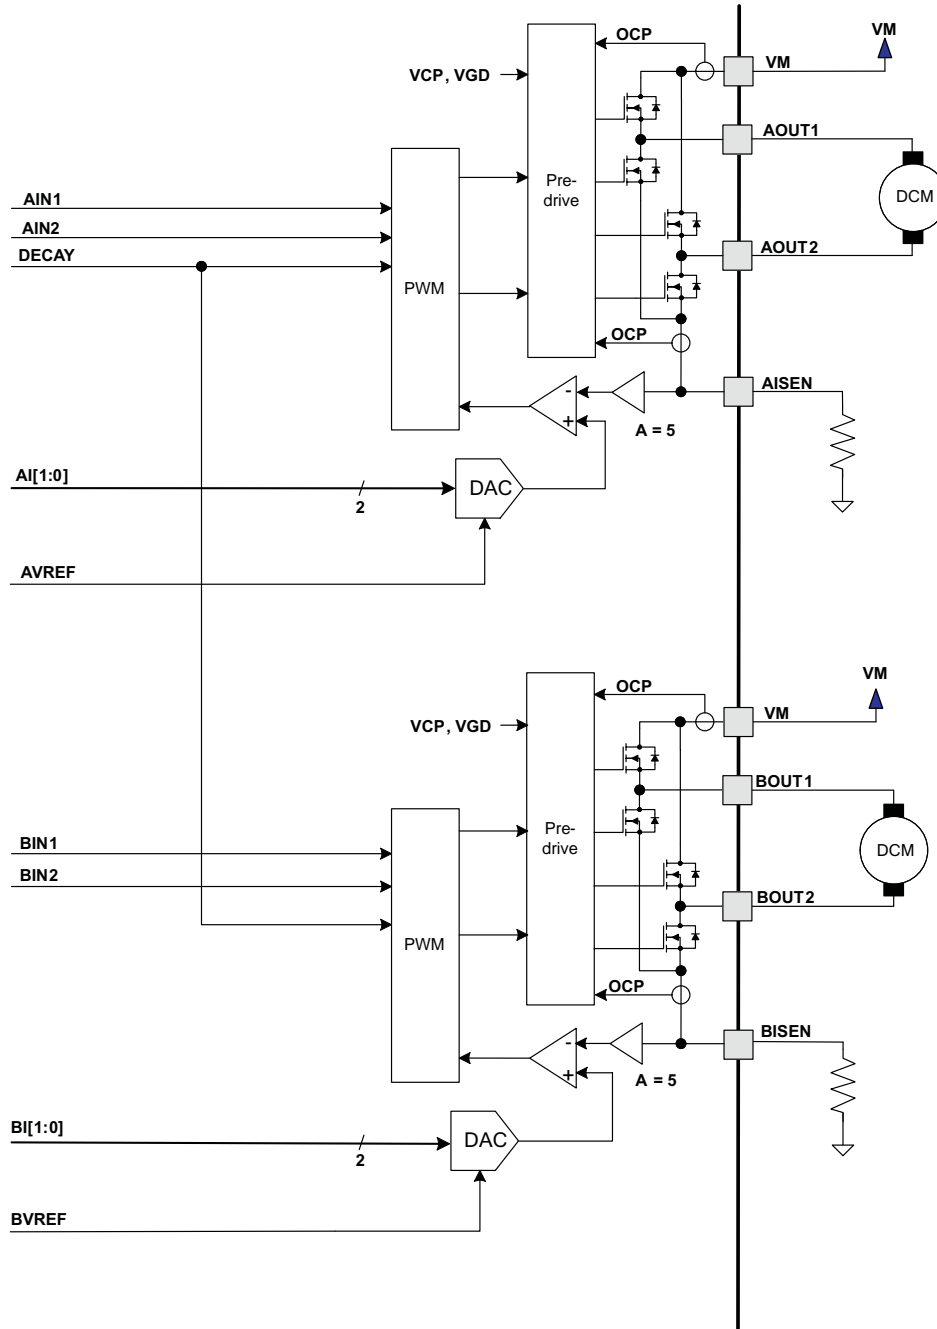 OCP
VM
VCP, VGD
VM
AOUT1
Pre-
drive
DCM
AIN1
AIN2
DECAY
AOUT2
PWM
OCP
AISEN
-
+
A = 5
AI[1:0]
2
DAC
AVREF
OCP
VM
VCP, VGD
VM
BOUT1
Pre-
drive
DCM
BIN1
BIN2
BOUT2
PWM
OCP
BISEN
-
+
A = 5
BI[1:0]
2
DAC
BVREF